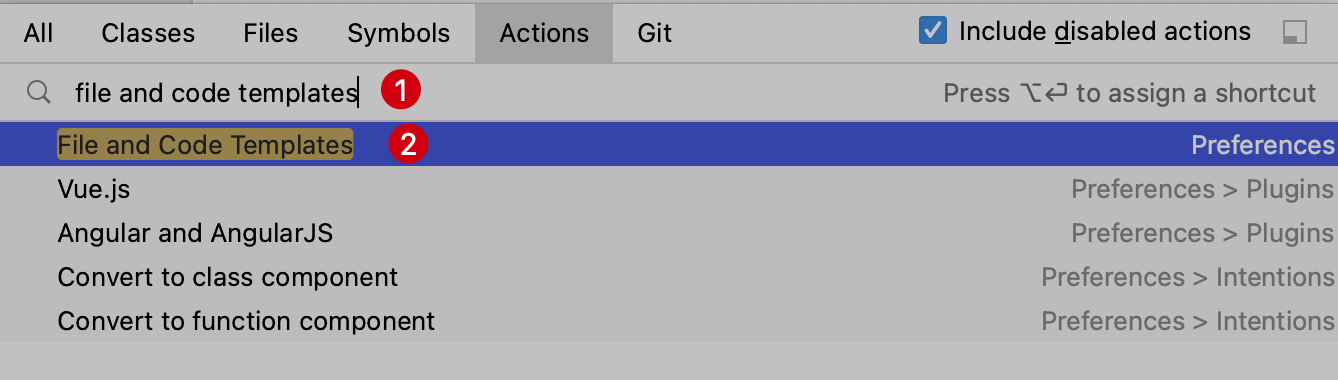 All Classes Files Symbols Actions Git Include disabled actions
file and code templates 1 Press ⌥↩ to assign a shortcut
File and Code Templates 2 Preferences
Vue.js Preferences > Plugins
Angular and AngularJS Preferences > Plugins
Convert to class component Preferences > Intentions
Convert to function component Preferences > Intentions